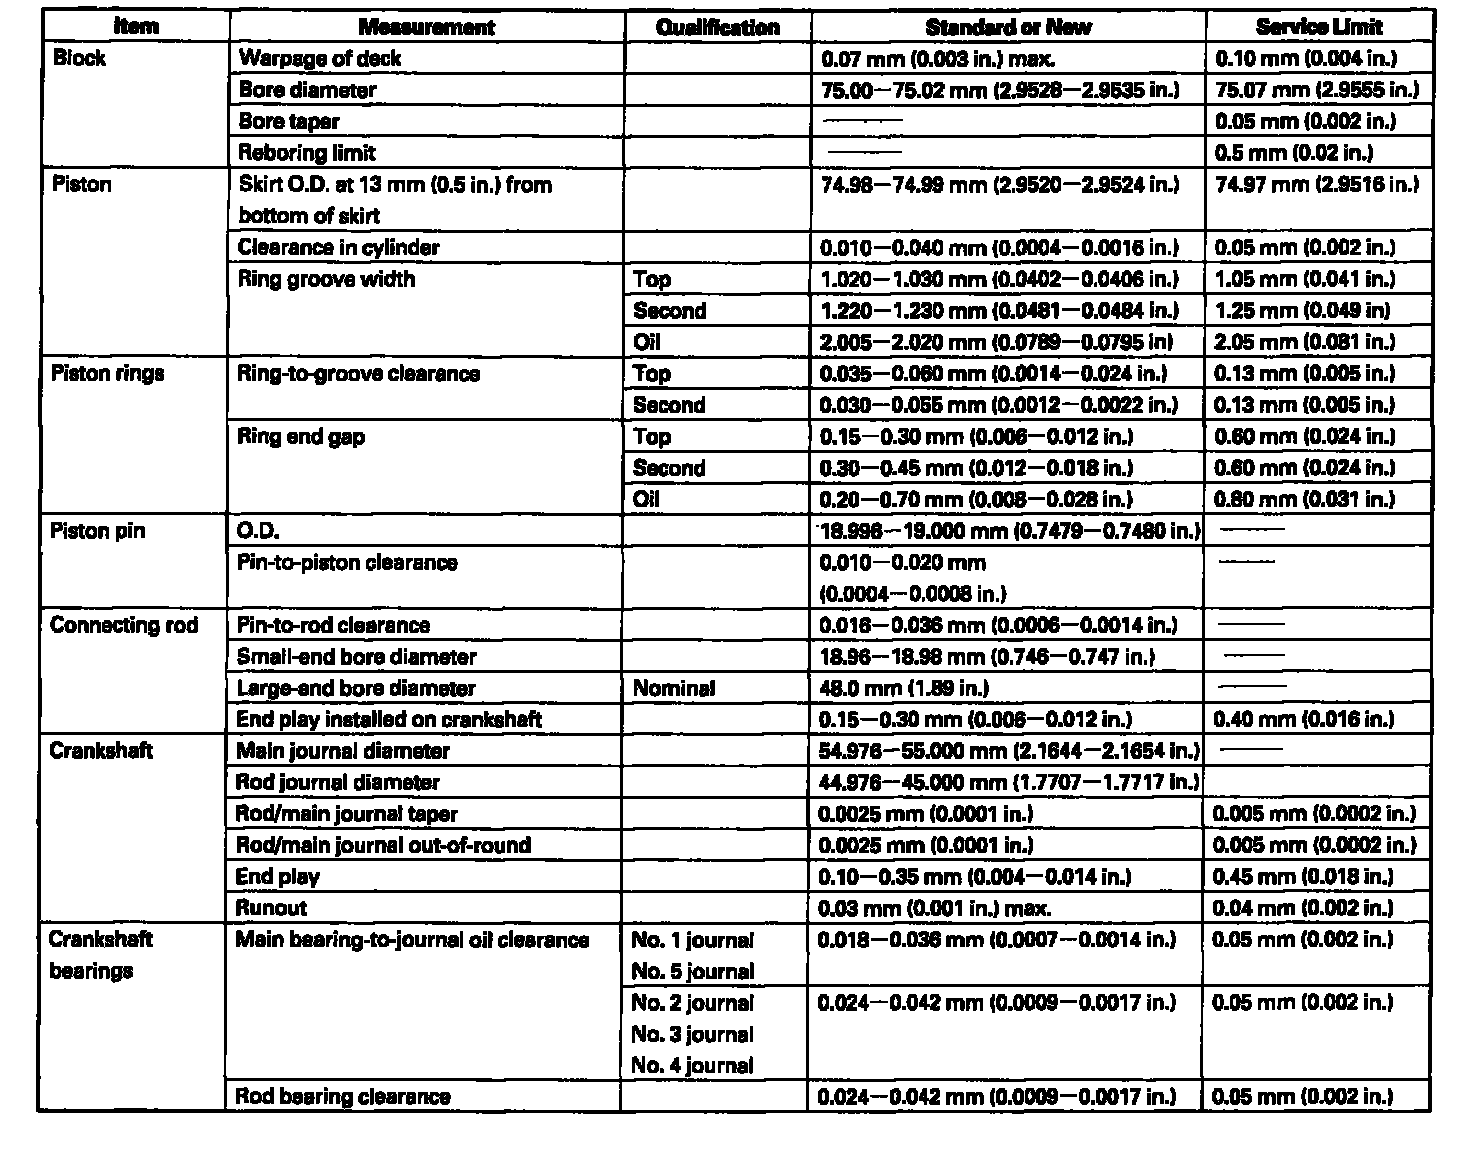 Item Measurement Qualification Standard or New Service Limit
Block Warpage of deck 0.07 mm (0.003 in.) max. 0.10 mm (0.004 in.)
Bore diameter 75.00—75.02 mm (2.9528—2.9535 in.) 75.07 mm (2.9555 in.)
Bore taper ——— 0.05 mm (0.002 in.)
Reboring limit ——— 0.5 mm (0.02 in.)
Piston Skirt O.D. at 13 mm (0.5 in.) from 74.98—74.99 mm (2.9520—2.9524 in.) 74.97 mm (2.9516 in.)
bottom of skirt
Clearance in cylinder 0.010—0.040 mm (0.0004—0.0016 in.) 0.05 mm (0.002 in.)
Ring groove width Top 1.020—1.030 mm (0.0402—0.0406 in.) 1.05 mm (0.041 in.)
Second 1.220—1.230 mm (0.0481—0.0484 in.) 1.25 mm (0.049 in)
Oil 2.005—2.020 mm (0.0789—0.0795 in) 2.05 mm (0.081 in.)
Piston rings Ring-to-groove clearance Top 0.035—0.060 mm (0.0014—0.024 in.) 0.13 mm (0.005 in.)
Second 0.030—0.055 mm (0.0012—0.0022 in.) 0.13 mm (0.005 in.)
Ring end gap Top 0.15—0.30 mm (0.006—0.012 in.) 0.60 mm (0.024 in.)
Second 0.30—0.45 mm (0.012—0.018 in.) 0.60 mm (0.024 in.)
Oil 0.20—0.70 mm (0.008—0.028 in.) 0.80 mm (0.031 in.)
Piston pin O.D. 18.996—19.000 mm (0.7479—0.7480 in.) ———
Pin-to-piston clearance 0.010—0.020 mm ———
(0.0004—0.0008 in.)
Connecting rod Pin-to-rod clearance 0.016—0.036 mm (0.0006—0.0014 in.) ———
Small-end bore diameter 18.96—18.98 mm (0.746—0.747 in.) ———
Large-end bore diameter Nominal 48.0 mm (1.89 in.) ———
End play installed on crankshaft 0.15—0.30 mm (0.006—0.012 in.) 0.40 mm (0.016 in.)
Crankshaft Main journal diameter 54.976—55.000 mm (2.1644—2.1654 in.) ———
Rod journal diameter 44.976—45.000 mm (1.7707—1.7717 in.)
Rod/main journal taper 0.0025 mm (0.0001 in.) 0.005 mm (0.0002 in.)
Rod/main journal out-of-round 0.0025 mm (0.0001 in.) 0.005 mm (0.0002 in.)
End play 0.10—0.35 mm (0.004—0.014 in.) 0.45 mm (0.018 in.)
Runout 0.03 mm (0.001 in.) max. 0.04 mm (0.002 in.)
Crankshaft Main bearing-to-journal oil clearance No. 1 journal 0.018—0.036 mm (0.0007—0.0014 in.) 0.05 mm (0.002 in.)
bearings No. 5 journal
No. 2 journal 0.024—0.042 mm (0.0009—0.0017 in.) 0.05 mm (0.002 in.)
No. 3 journal
No. 4 journal
Rod bearing clearance 0.024—0.042 mm (0.0009—0.0017 in.) 0.05 mm (0.002 in.)